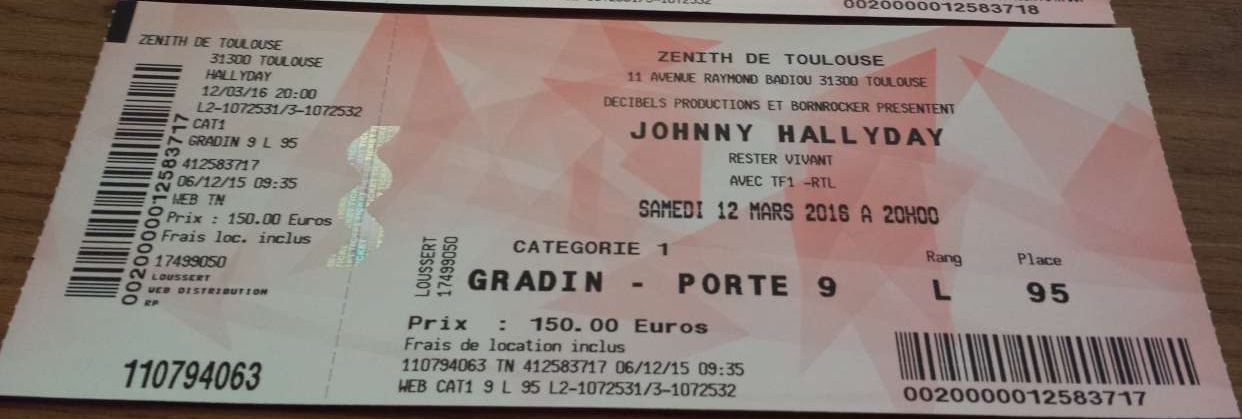 0020000012583718
ZENITH DE TOULOUSE
31300 TOULOUSE
HALLYDAY
12/03/16 20:00
L2-1072531/3-1072532
CAT1
GRADIN 9 L 95
412583717
06/12/15 09:35
WEB TN
Prix : 150.00 Euros
Frais loc. inclus
17499050
LOUSSERT
WEB DISTRIBUTION
RP
0020000012583717
110794063
ZENITH DE TOULOUSE
11 AVENUE RAYMOND BADIOU 31300 TOULOUSE
DECIBELS PRODUCTIONS ET BORNROCKER PRESENTENT
JOHNNY HALLYDAY
RESTER VIVANT
AVEC TF1 -RTL
SAMEDI 12 MARS 2016 A 20H00
LOUSSERT
17499050
CATEGORIE 1
Rang Place
GRADIN - PORTE 9 L 95
Prix : 150.00 Euros
Frais de location inclus
110794063 TN 412583717 06/12/15 09:35
WEB CAT1 9 L 95 L2-1072531/3-1072532
0020000012583717